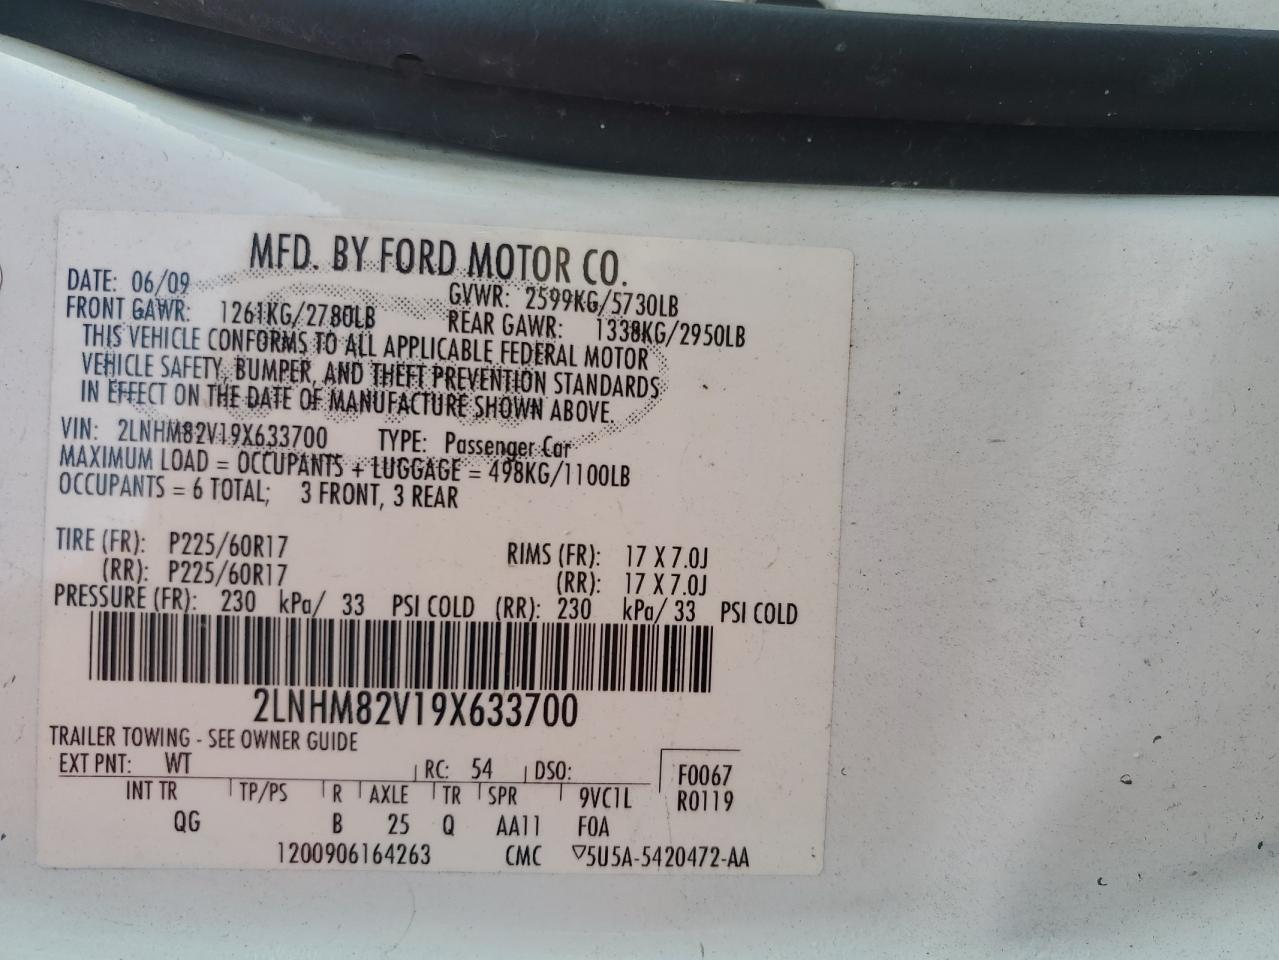 MFD. BY FORD MOTOR CO.
DATE: 06/09 GVWR: 2599KG/5730LB
FRONT GAWR: 1261KG/2780LB REAR GAWR: 1338KG/2950LB
THIS VEHICLE CONFORMS TO ALL APPLICABLE FEDERAL MOTOR
VEHICLE SAFETY, BUMPER, AND THEFT PREVENTION STANDARDS
IN EFFECT ON THE DATE OF MANUFACTURE SHOWN ABOVE.
VIN: 2LNHM82V19X633700 TYPE: Passenger Car
MAXIMUM LOAD = OCCUPANTS + LUGGAGE = 498KG/1100LB
OCCUPANTS = 6 TOTAL; 3 FRONT, 3 REAR
TIRE (FR): P225/60R17 RIMS (FR): 17 X 7.0J
(RR): P225/60R17 (RR): 17 X 7.0J
PRESSURE (FR): 230 kPa/ 33 PSI COLD (RR): 230 kPa/ 33 PSI COLD
2LNHM82V19X633700
TRAILER TOWING - SEE OWNER GUIDE
EXT PNT: WT RC: 54 DSO: F0067
INT TR TP/PS R AXLE TR SPR 9VC1L R0119
QG B 25 Q AA11 F0A
1200906164263 CMC ▽5U5A-5420472-AA